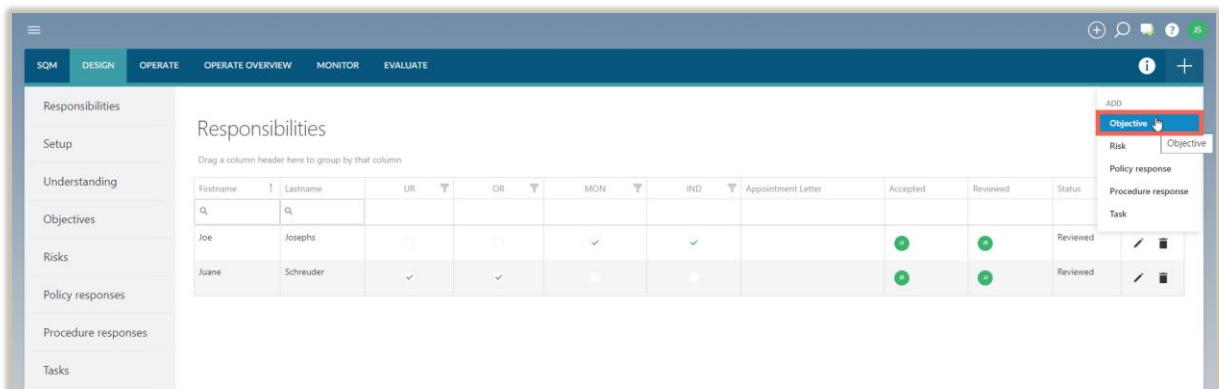 JS
SQM DESIGN OPERATE OPERATE OVERVIEW MONITOR EVALUATE
Responsibilities
Setup
Understanding
Objectives
Risks
Policy responses
Procedure responses
Tasks
Responsibilities
Drag a column header here to group by that column
Firstname Lastname UR OR MON IND Appointment Letter Accepted Reviewed Status
Joe Josephs Reviewed
Juane Schreuder Reviewed
ADD
Objective
Objective
Risk
Policy response
Procedure response
Task